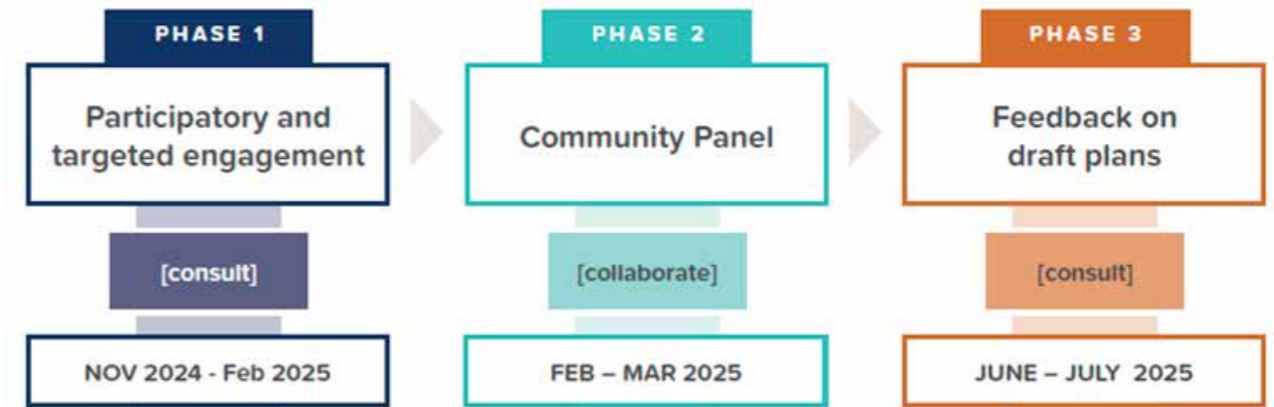 PHASE 1
Participatory and
targeted engagement
[consult]
NOV 2024 - Feb 2025
PHASE 2
Community Panel
[collaborate]
FEB – MAR 2025
PHASE 3
Feedback on
draft plans
[consult]
JUNE – JULY 2025